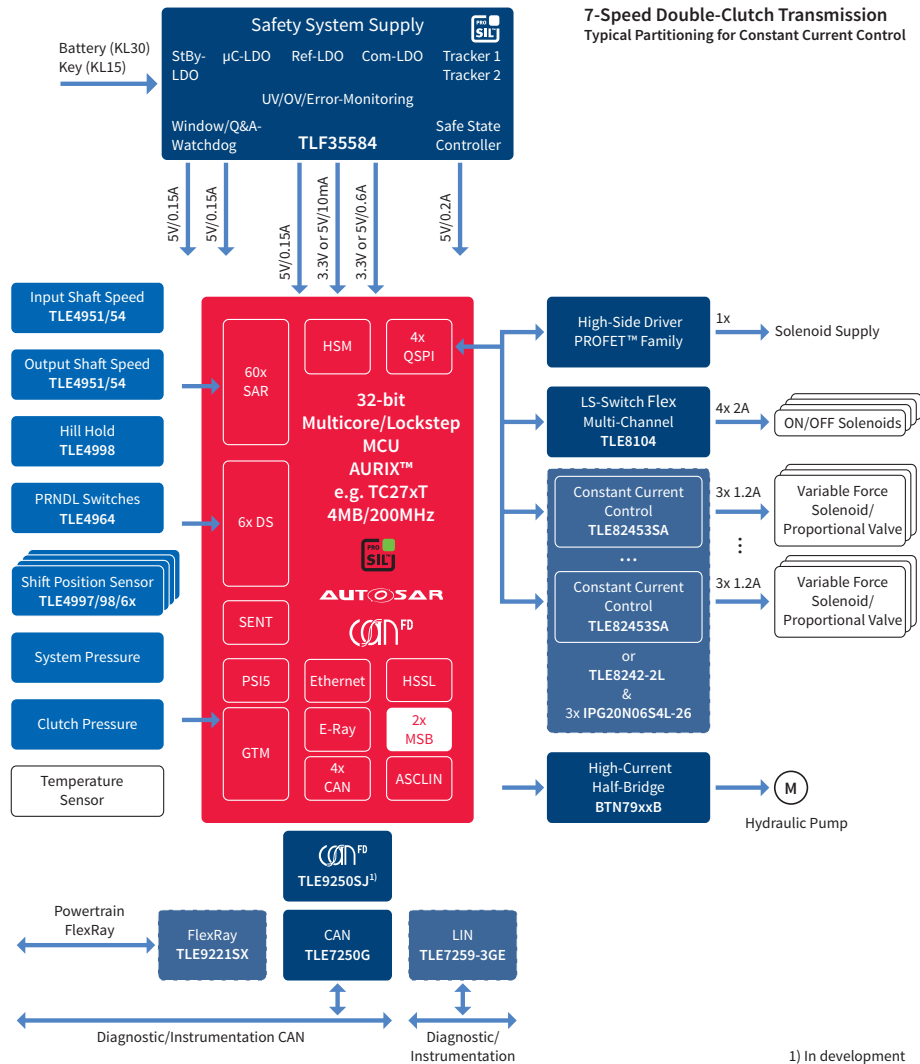 7-Speed Double-Clutch Transmission
Typical Partitioning for Constant Current Control
Battery (KL30)
Key (KL15)
Safety System Supply
PRO
SIL
StBy-
LDO
µC-LDO
Ref-LDO
Com-LDO
Tracker 1
Tracker 2
UV/OV/Error-Monitoring
Window/Q&A-
Watchdog
TLF35584
Safe State
Controller
5V/0.15A
5V/0.15A
5V/0.15A
3.3V or 5V/10mA
3.3V or 5V/0.6A
5V/0.2A
Input Shaft Speed
TLE4951/54
Output Shaft Speed
TLE4951/54
Hill Hold
TLE4998
PRNDL Switches
TLE4964
Shift Position Sensor
TLE4997/98/6x
System Pressure
Clutch Pressure
Temperature
Sensor
60x
SAR
HSM
4x
QSPI
32-bit
Multicore/Lockstep
MCU
AURIX™
e.g. TC27xT
4MB/200MHz
6x DS
PRO
SIL
AUTOSAR
CAN FD
SENT
PSI5
Ethernet
HSSL
GTM
E-Ray
2x
MSB
4x
CAN
ASCLIN
High-Side Driver
PROFET™ Family
1x
Solenoid Supply
LS-Switch Flex
Multi-Channel
TLE8104
4x 2A
ON/OFF Solenoids
Constant Current
Control
TLE82453SA
3x 1.2A
Variable Force
Solenoid/
Proportional Valve
...
⋮
Constant Current
Control
TLE82453SA
3x 1.2A
Variable Force
Solenoid/
Proportional Valve
or
TLE8242-2L
&
3x IPG20N06S4L-26
High-Current
Half-Bridge
BTN79xxB
M
Hydraulic Pump
CAN FD
TLE9250SJ1)
Powertrain
FlexRay
FlexRay
TLE9221SX
CAN
TLE7250G
LIN
TLE7259-3GE
Diagnostic/Instrumentation CAN
Diagnostic/
Instrumentation
1) In development